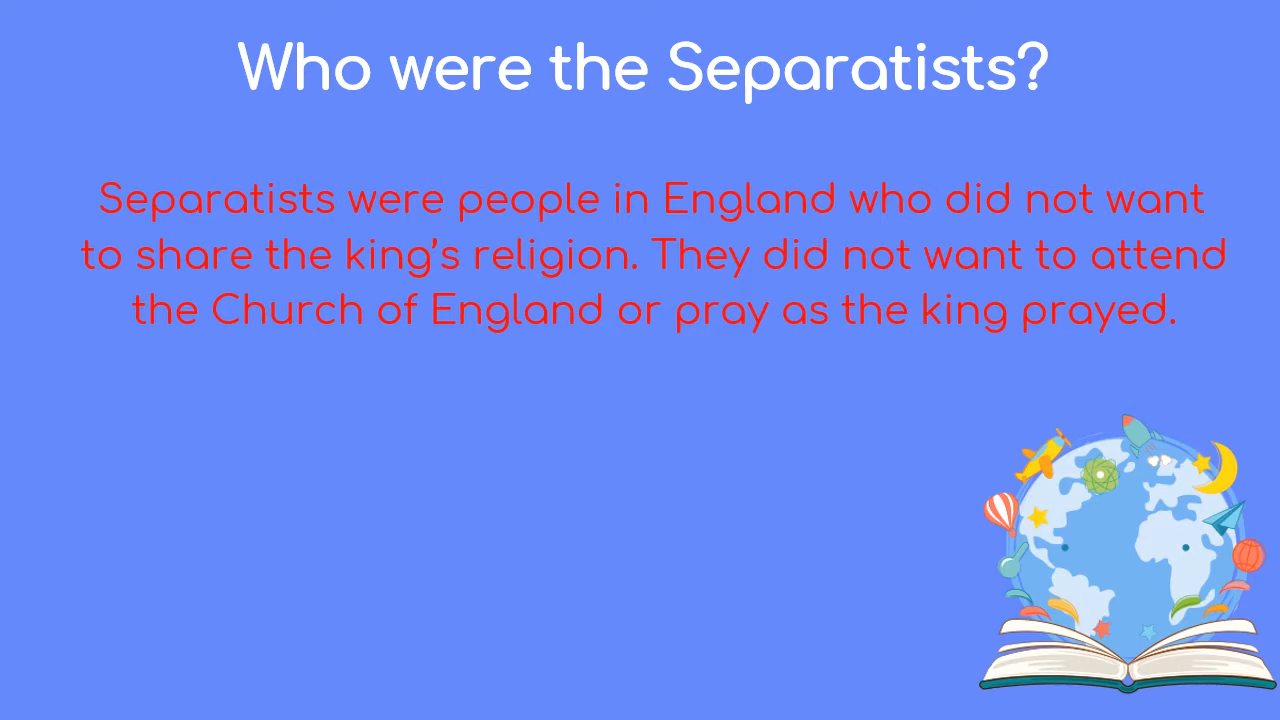 Who were the Separatists?
Separatists were people in England who did not want
to share the king’s religion. They did not want to attend
the Church of England or pray as the king prayed.